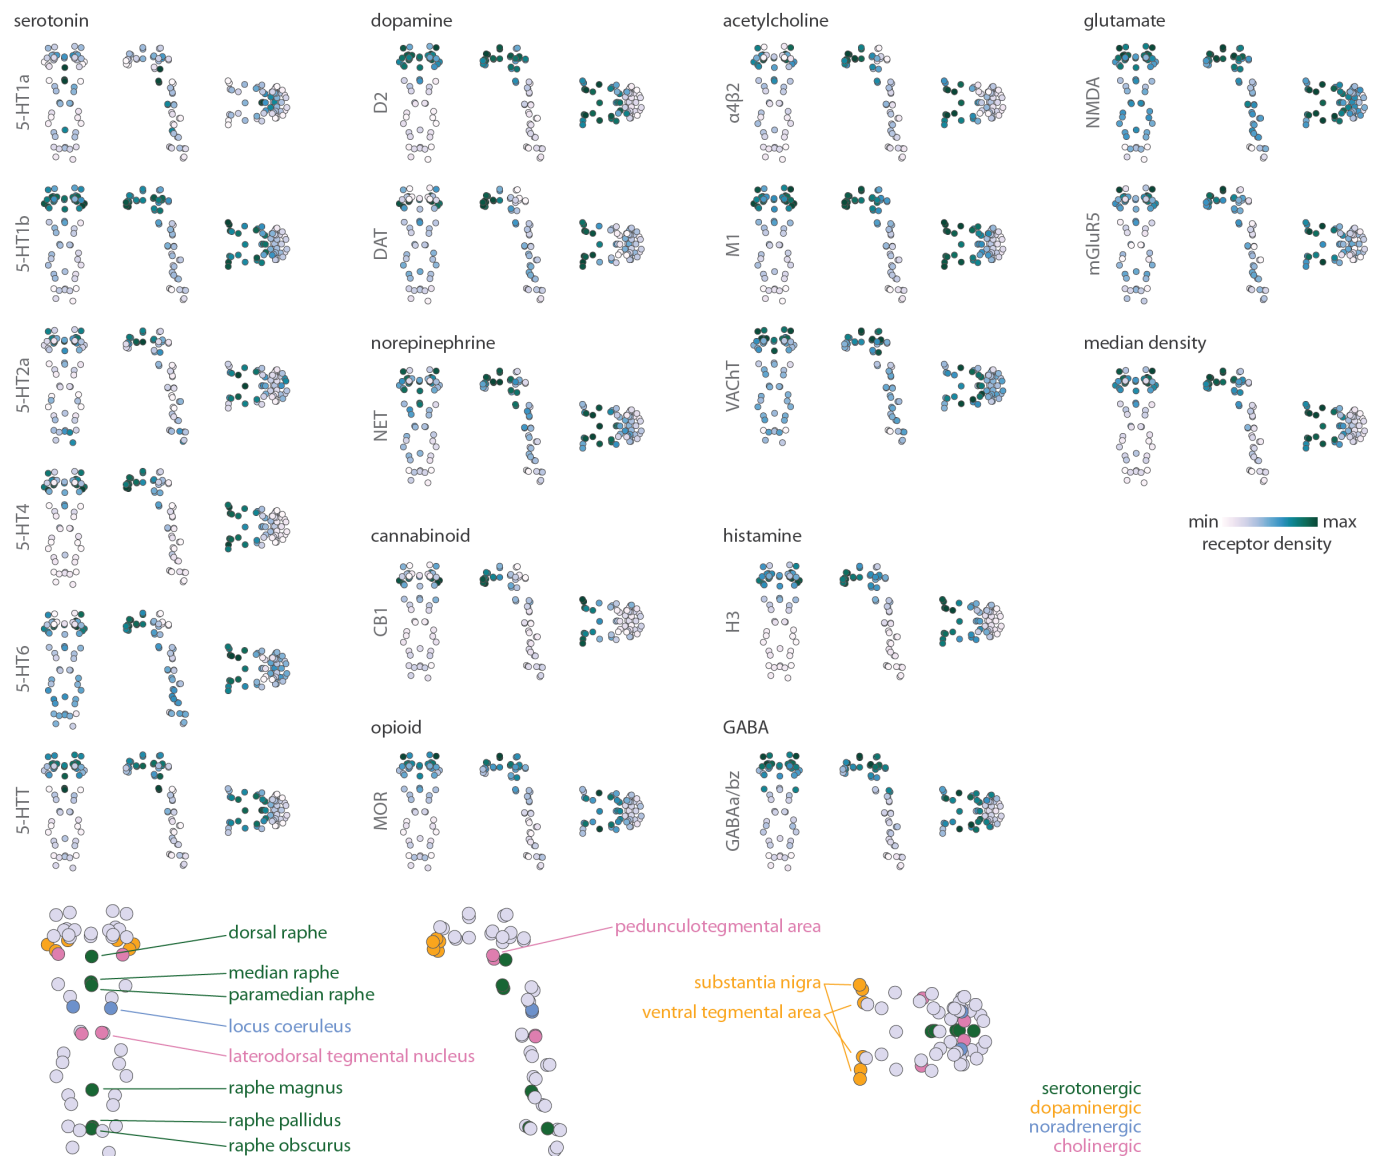 serotonin
5-HT1a
5-HT1b
5-HT2a
5-HT4
5-HT6
5-HTT
dopamine
D2
DAT
norepinephrine
NET
cannabinoid
CB1
opioid
MOR
acetylcholine
α4β2
M1
VAChT
histamine
H3
GABA
GABAa/bz
glutamate
NMDA
mGluR5
median density
min max
receptor density
dorsal raphe
median raphe
paramedian raphe
locus coeruleus
laterodorsal tegmental nucleus
raphe magnus
raphe pallidus
raphe obscurus
pedunculotegmental area
substantia nigra
ventral tegmental area
serotonergic
dopaminergic
noradrenergic
cholinergic